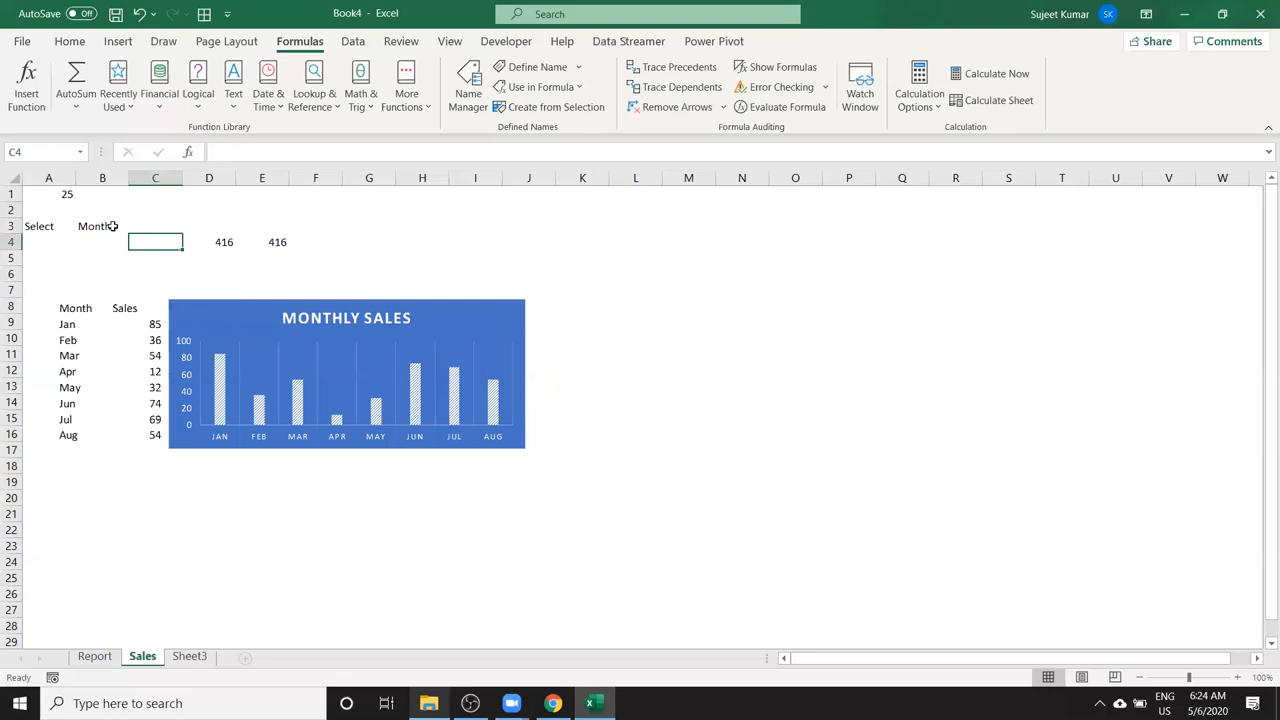 AutoSave Off
Book4 - Excel
Search
Sujeet Kumar
SK
File Home Insert Draw Page Layout Formulas Data Review View Developer Help Data Streamer Power Pivot
Share Comments
Insert Function
AutoSum
Recently Used
Financial
Logical
Text
Date & Time
Lookup & Reference
Math & Trig
More Functions
Function Library
Name Manager
Define Name
Use in Formula
Create from Selection
Defined Names
Trace Precedents
Trace Dependents
Remove Arrows
Show Formulas
Error Checking
Evaluate Formula
Formula Auditing
Watch Window
Calculation Options
Calculate Now
Calculate Sheet
Calculation
C4
fx
A B C D E F G H I J K L M N O P Q R S T U V W
1 25
2
3 Select Month
4 416 416
5
6
7
8 Month Sales
9 Jan 85
10 Feb 36
11 Mar 54
12 Apr 12
13 May 32
14 Jun 74
15 Jul 69
16 Aug 54
17
18
19
20
21
22
23
24
25
26
27
28
29
MONTHLY SALES
100
80
60
40
20
0
JAN FEB MAR APR MAY JUN JUL AUG
Report Sales Sheet3
Ready
100%
Type here to search
ENG
US
6:24 AM
5/6/2020